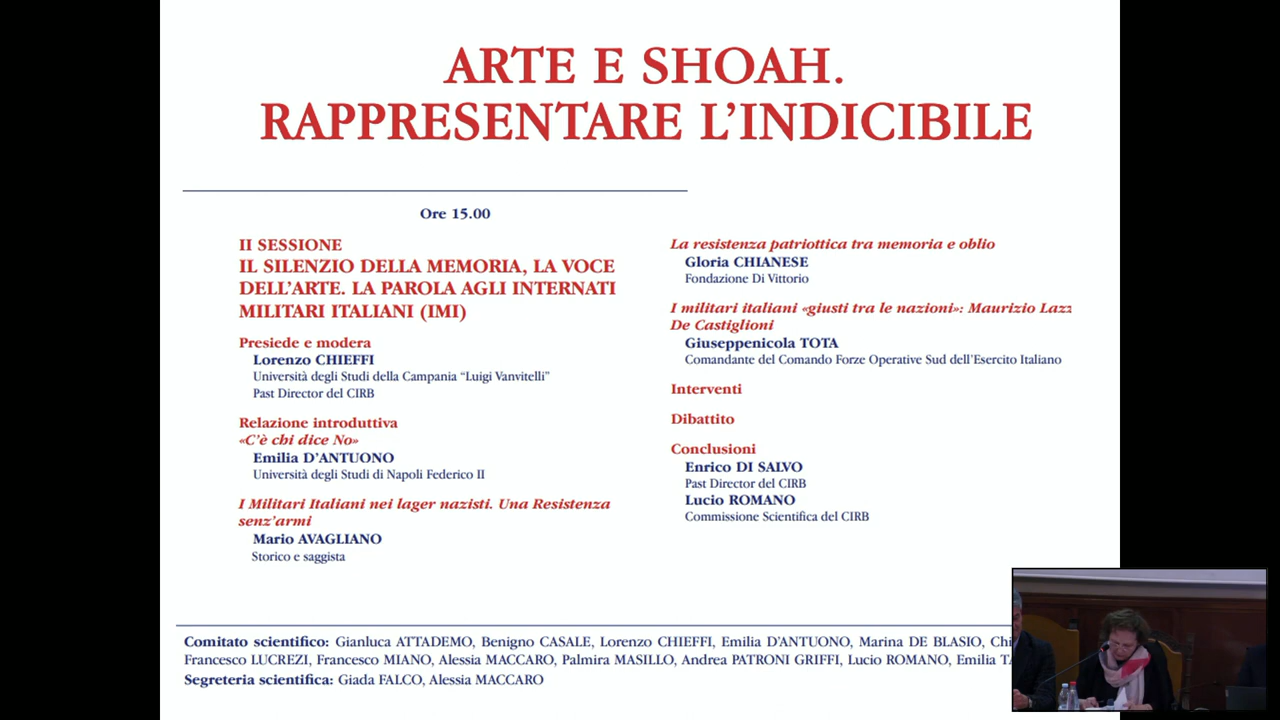 ARTE E SHOAH.
RAPPRESENTARE L'INDICIBILE
Ore 15.00
II SESSIONE
IL SILENZIO DELLA MEMORIA, LA VOCE
DELL'ARTE. LA PAROLA AGLI INTERNATI
MILITARI ITALIANI (IMI)
Presiede e modera
Lorenzo CHIEFFI
Università degli Studi della Campania "Luigi Vanvitelli"
Past Director del CIRB
Relazione introduttiva
«C'è chi dice No»
Emilia D'ANTUONO
Università degli Studi di Napoli Federico II
I Militari Italiani nei lager nazisti. Una Resistenza
senz'armi
Mario AVAGLIANO
Storico e saggista
La resistenza patriottica tra memoria e oblio
Gloria CHIANESE
Fondazione Di Vittorio
I militari italiani «giusti tra le nazioni»: Maurizio Lazz
De Castiglioni
Giuseppenicola TOTA
Comandante del Comando Forze Operative Sud dell'Esercito Italiano
Interventi
Dibattito
Conclusioni
Enrico DI SALVO
Past Director del CIRB
Lucio ROMANO
Commissione Scientifica del CIRB
Comitato scientifico: Gianluca ATTADEMO, Benigno CASALE, Lorenzo CHIEFFI, Emilia D'ANTUONO, Marina DE BLASIO, Chi
Francesco LUCREZI, Francesco MIANO, Alessia MACCARO, Palmira MASILLO, Andrea PATRONI GRIFFI, Lucio ROMANO, Emilia TA
Segreteria scientifica: Giada FALCO, Alessia MACCARO